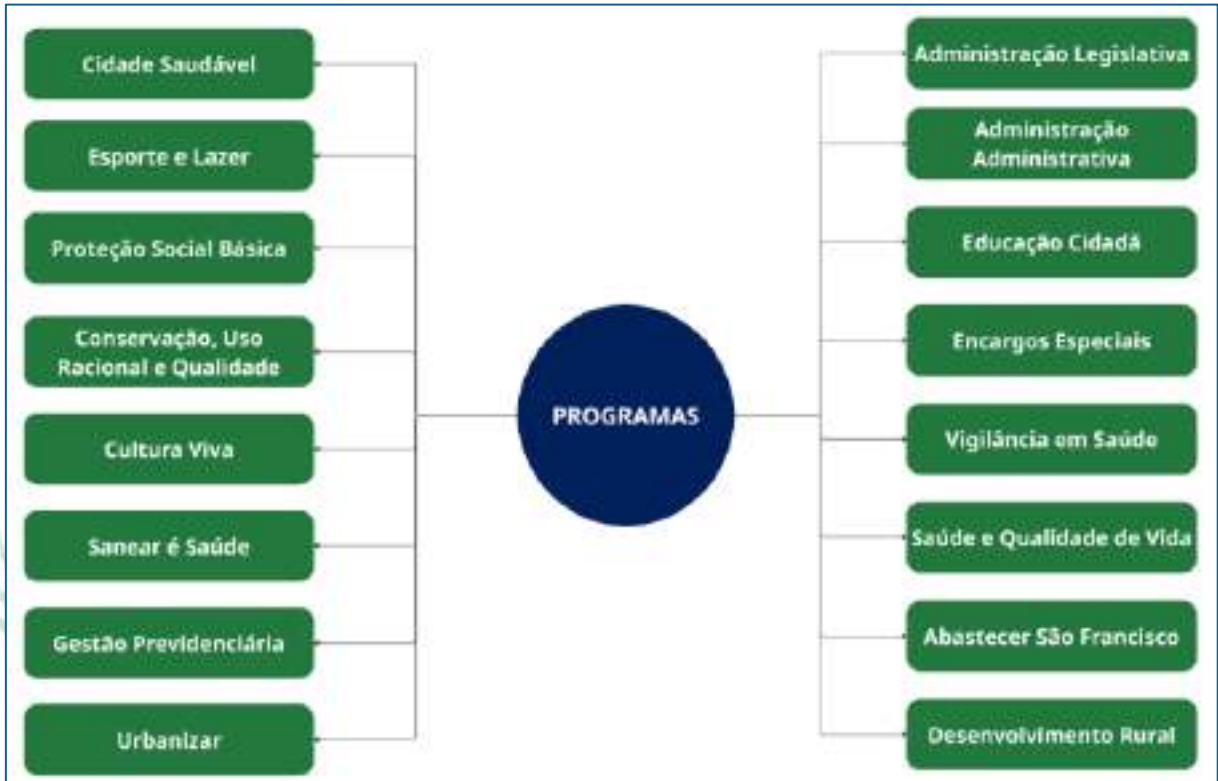 Cidade Saudável
Esporte e Lazer
Proteção Social Básica
Conservação, Uso
Racional e Qualidade
Cultura Viva
Sanear é Saúde
Gestão Previdenciária
Urbanizar
PROGRAMAS
Administração Legislativa
Administração
Administrativa
Educação Cidadã
Encargos Especiais
Vigilância em Saúde
Saúde e Qualidade de Vida
Abastecer São Francisco
Desenvolvimento Rural